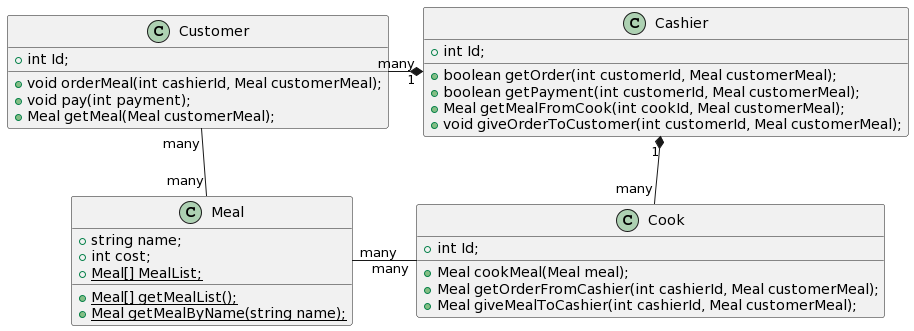 C Customer
int Id;
void orderMeal(int cashierId, Meal customerMeal);
void pay(int payment);
Meal getMeal(Meal customerMeal);
many
1
C Cashier
int Id;
boolean getOrder(int customerId, Meal customerMeal);
boolean getPayment(int customerId, Meal customerMeal);
Meal getMealFromCook(int cookId, Meal customerMeal);
void giveOrderToCustomer(int customerId, Meal customerMeal);
many
many
1
many
C Meal
string name;
int cost;
Meal[] MealList;
Meal[] getMealList();
Meal getMealByName(string name);
many
many
C Cook
int Id;
Meal cookMeal(Meal meal);
Meal getOrderFromCashier(int cashierId, Meal customerMeal);
Meal giveMealToCashier(int cashierId, Meal customerMeal);